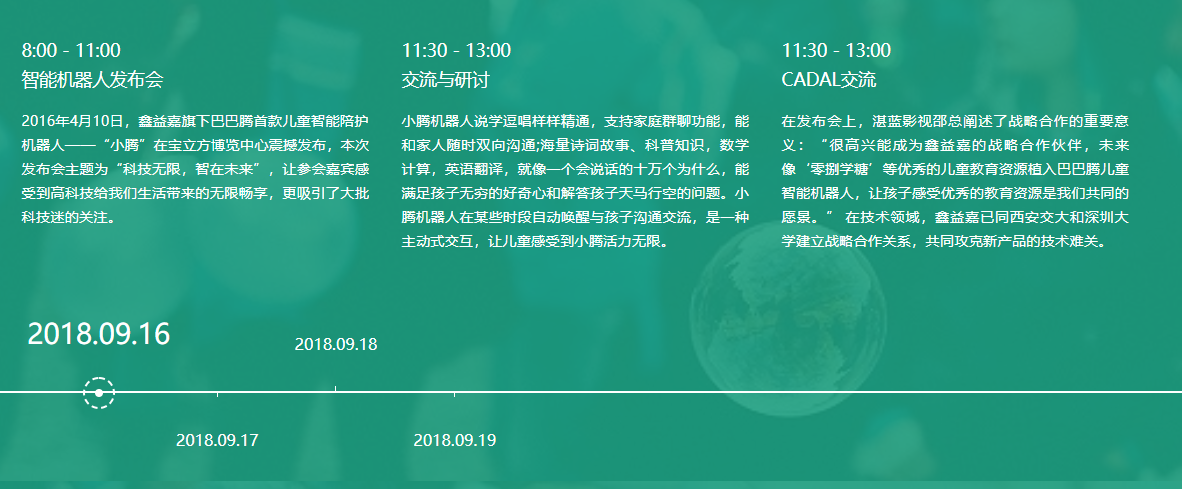 8:00 - 11:00
智能机器人发布会
2016年4月10日，鑫益嘉旗下巴巴腾首款儿童智能陪护
机器人——“小腾”在宝立方博览中心震撼发布，本次
发布会主题为“科技无限，智在未来”，让参会嘉宾感
受到高科技给我们生活带来的无限畅享，更吸引了大批
科技迷的关注。
11:30 - 13:00
交流与研讨
小腾机器人说学逗唱样样精通，支持家庭群聊功能，能
和家人随时双向沟通;海量诗词故事、科普知识，数学
计算，英语翻译，就像一个会说话的十万个为什么，能
满足孩子无穷的好奇心和解答孩子天马行空的问题。小
腾机器人在某些时段自动唤醒与孩子沟通交流，是一种
主动式交互，让儿童感受到小腾活力无限。
11:30 - 13:00
CADAL交流
在发布会上，湛蓝影视邵总阐述了战略合作的重要意
义：“很高兴能成为鑫益嘉的战略合作伙伴，未来
像‘零捌学糖’等优秀的儿童教育资源植入巴巴腾儿童
智能机器人，让孩子感受优秀的教育资源是我们共同的
愿景。” 在技术领域，鑫益嘉已同西安交大和深圳大
学建立战略合作关系，共同攻克新产品的技术难关。
2018.09.16
2018.09.18
2018.09.17
2018.09.19